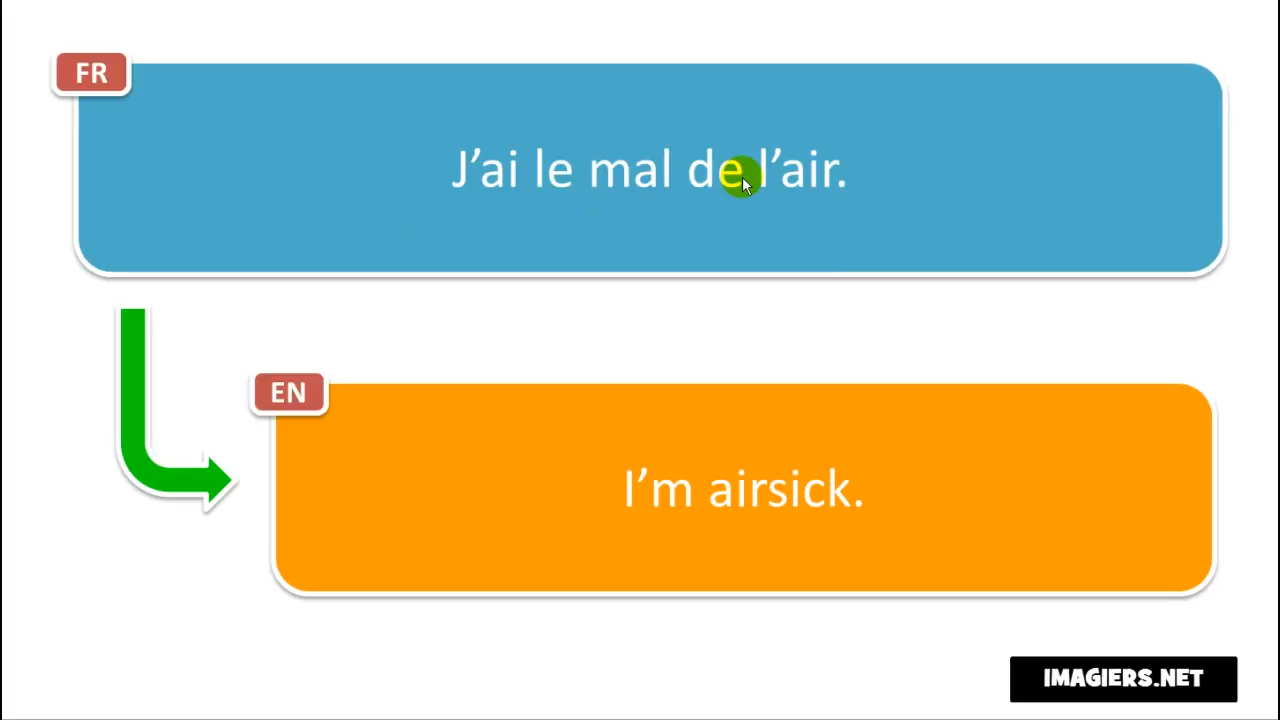 FR
J’ai le mal de l’air.
EN
I’m airsick.
IMAGIERS.NET